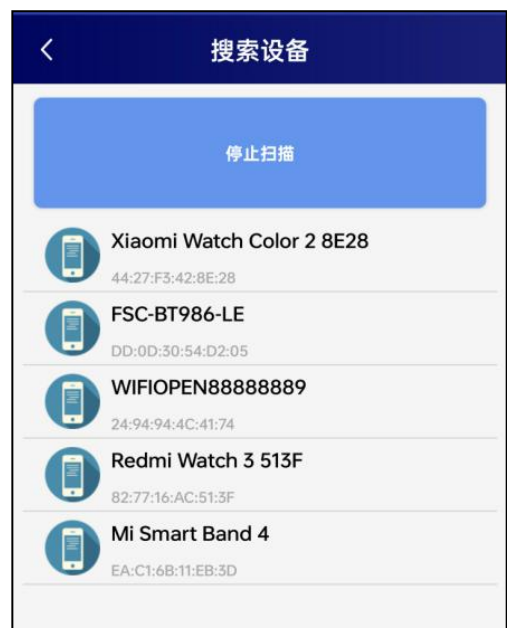 搜索设备
停止扫描
Xiaomi Watch Color 2 8E28
44:27:F3:42:8E:28
FSC-BT986-LE
DD:0D:30:54:D2:05
WIFIOPEN88888889
24:94:94:4C:41:74
Redmi Watch 3 513F
82:77:16:AC:51:3F
Mi Smart Band 4
EA:C1:6B:11:EB:3D